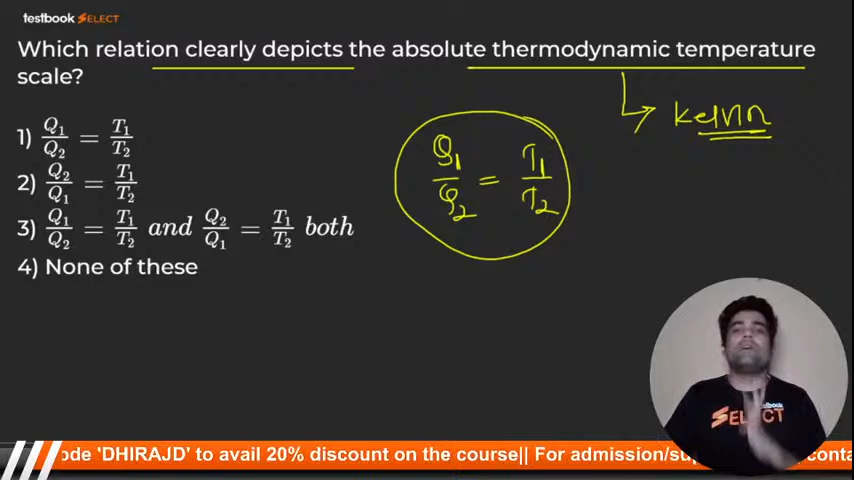 testbook SELECT
Which relation clearly depicts the absolute thermodynamic temperature
scale?
1) Q₁/Q₂ = T₁/T₂
2) Q₂/Q₁ = T₁/T₂
3) Q₁/Q₂ = T₁/T₂ and Q₂/Q₁ = T₁/T₂ both
4) None of these
Kelvin
Q₁/Q₂ = T₁/T₂
testbook
SELECT
ode 'DHIRAJD' to avail 20% discount on the course|| For admission/su